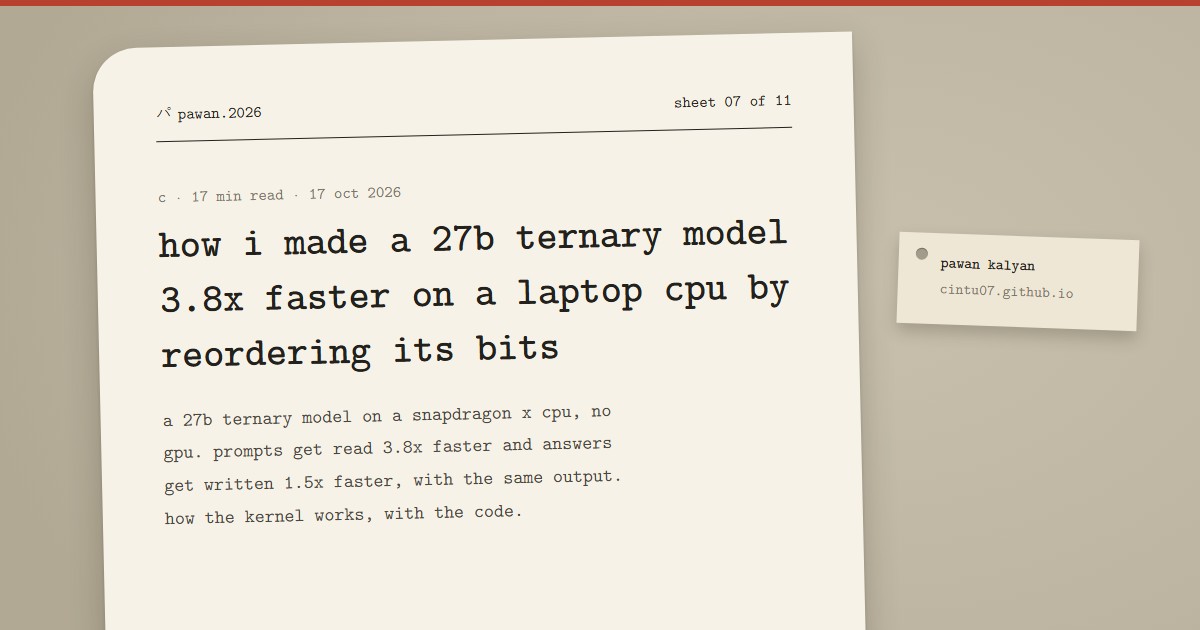 パ pawan.2026
sheet 07 of 11
c · 17 min read · 17 oct 2026
how i made a 27b ternary model
3.8x faster on a laptop cpu by
reordering its bits
a 27b ternary model on a snapdragon x cpu, no
gpu. prompts get read 3.8x faster and answers
get written 1.5x faster, with the same output.
how the kernel works, with the code.
pawan kalyan
cintu07.github.io